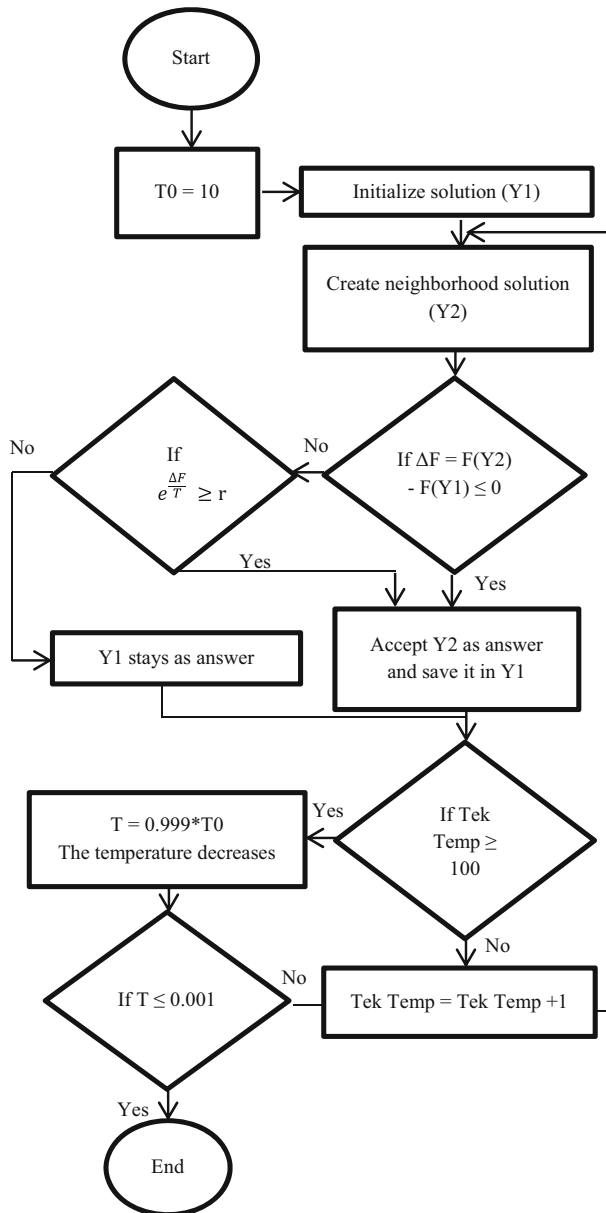 Start
T0 = 10
Initialize solution (Y1)
Create neighborhood solution
(Y2)
No
No
If
e^{ΔF/T} ≥ r
If ΔF = F(Y2)
- F(Y1) ≤ 0
Yes
Yes
Y1 stays as answer
Accept Y2 as answer
and save it in Y1
T = 0.999*T0
The temperature decreases
Yes
If Tek
Temp ≥
100
No
If T ≤ 0.001
No
Tek Temp = Tek Temp +1
Yes
End